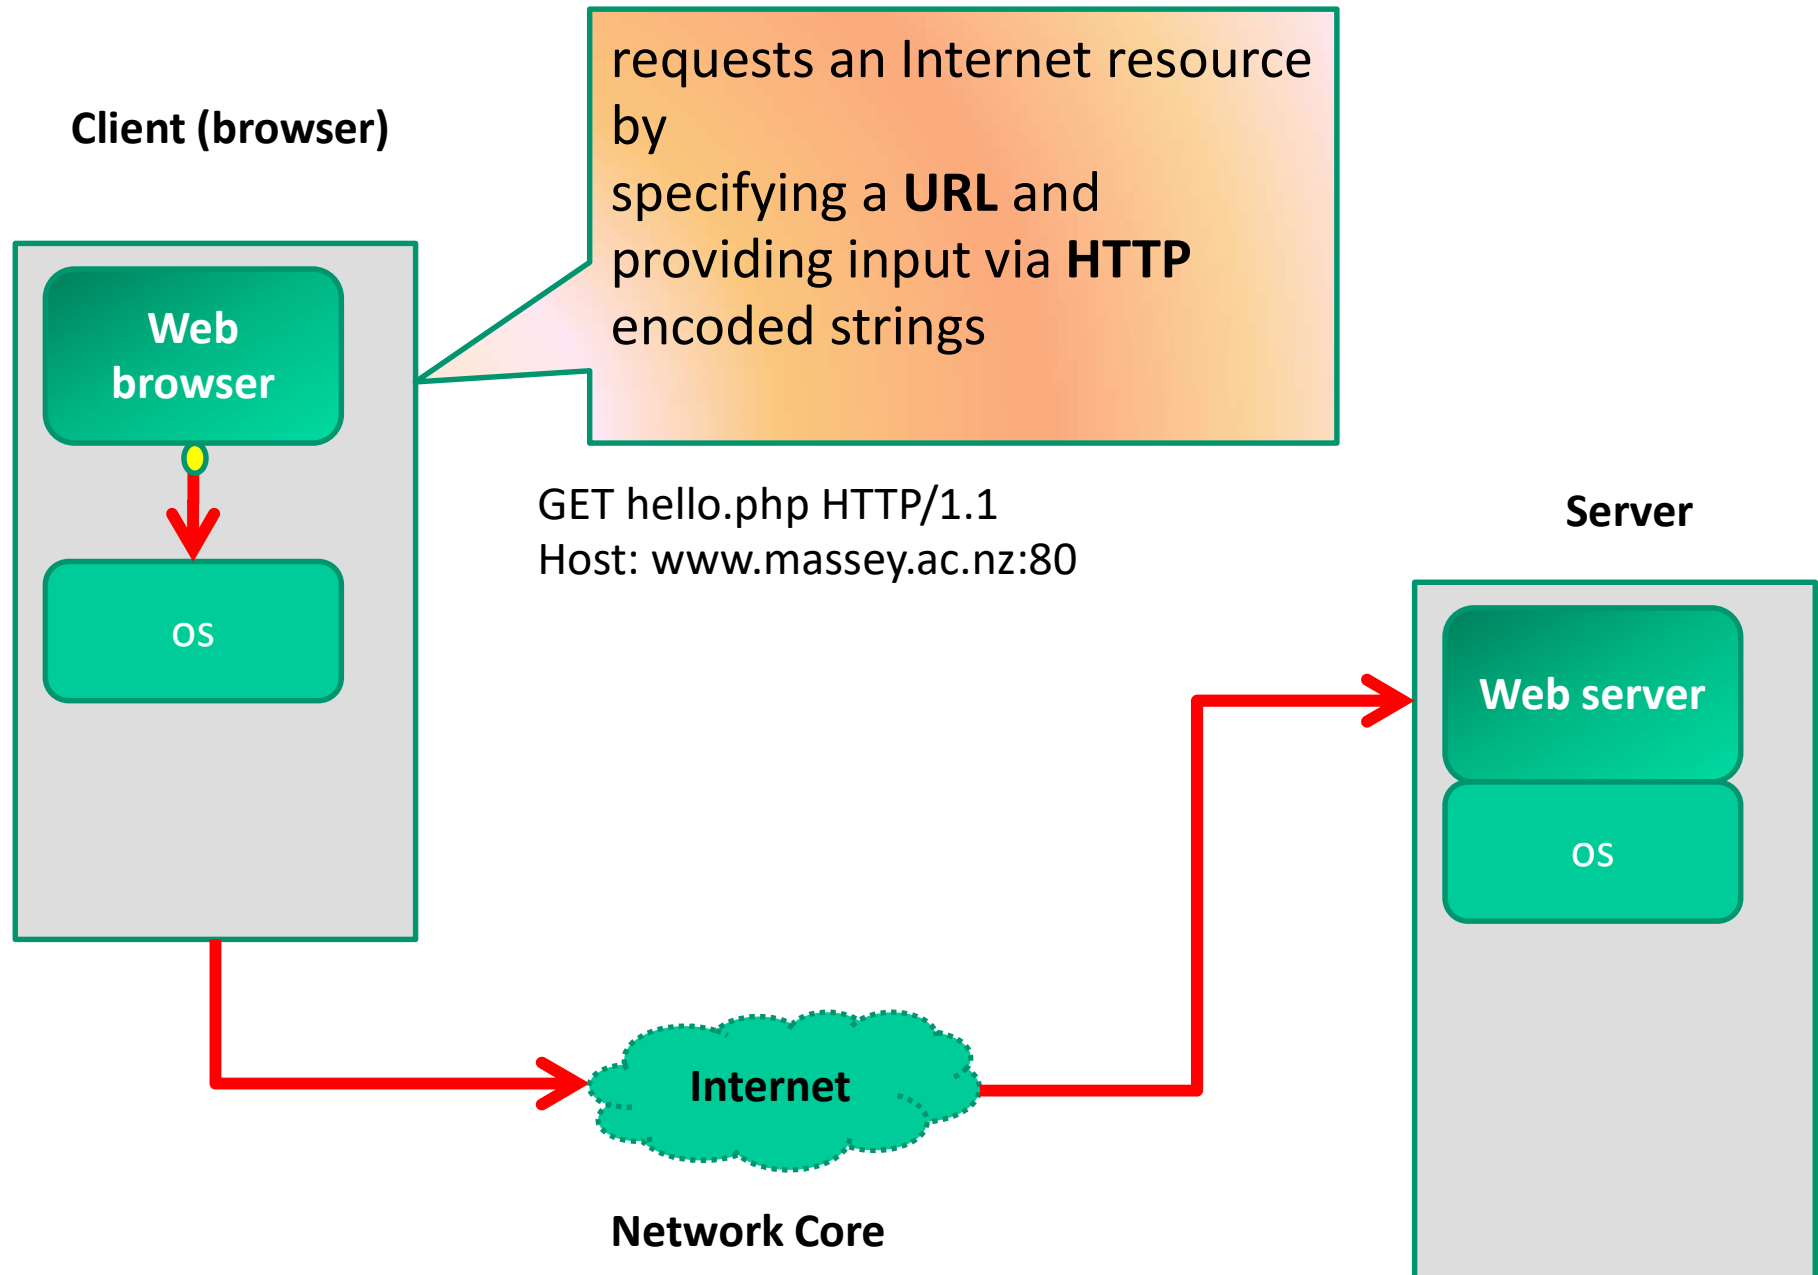 Client (browser)
requests an Internet resource
by
specifying a URL and
providing input via HTTP
encoded strings
Web
browser
os
GET hello.php HTTP/1.1
Host: www.massey.ac.nz:80
Server
Web server
os
Internet
Network Core